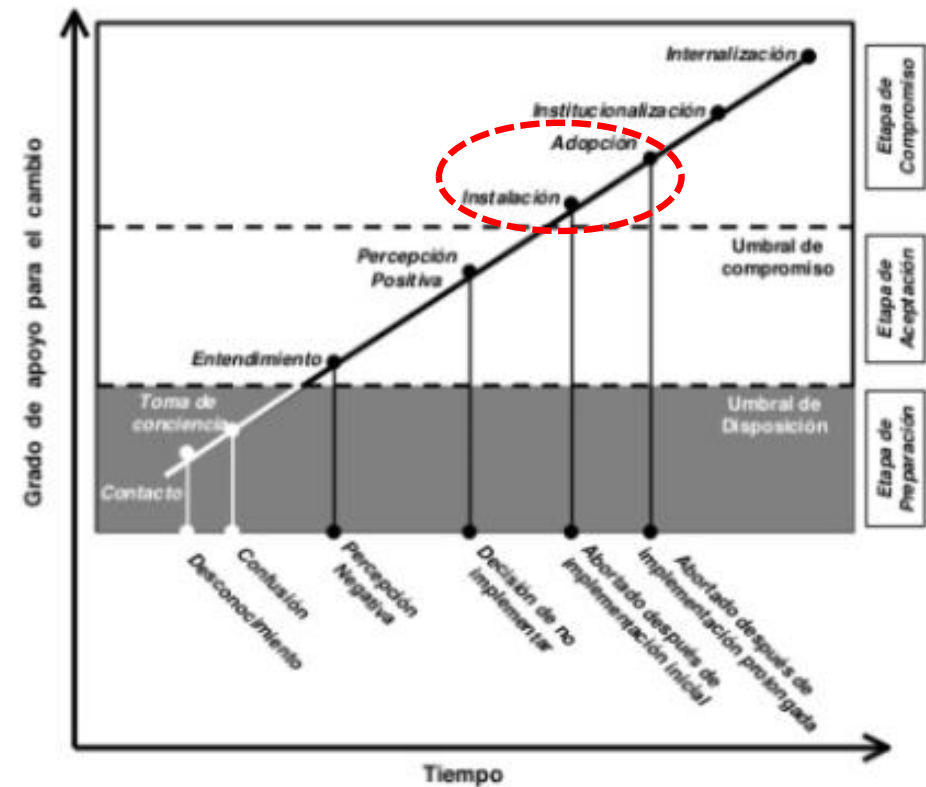 Grado de apoyo para el cambio
Internalización
Institucionalización
Adopción
Instalación
Percepción
Positiva
Entendimiento
Toma de
conciencia
Contacto
Umbral de
compromiso
Umbral de
Disposición
Etapa de
Compromiso
Etapa de
Aceptación
Etapa de
Preparación
Desconocimiento
Confusión
Percepción
Negativa
Decisión de no
implementar
Abortado después de
implementación inicial
Abortado después de
implementación prolongada
Tiempo